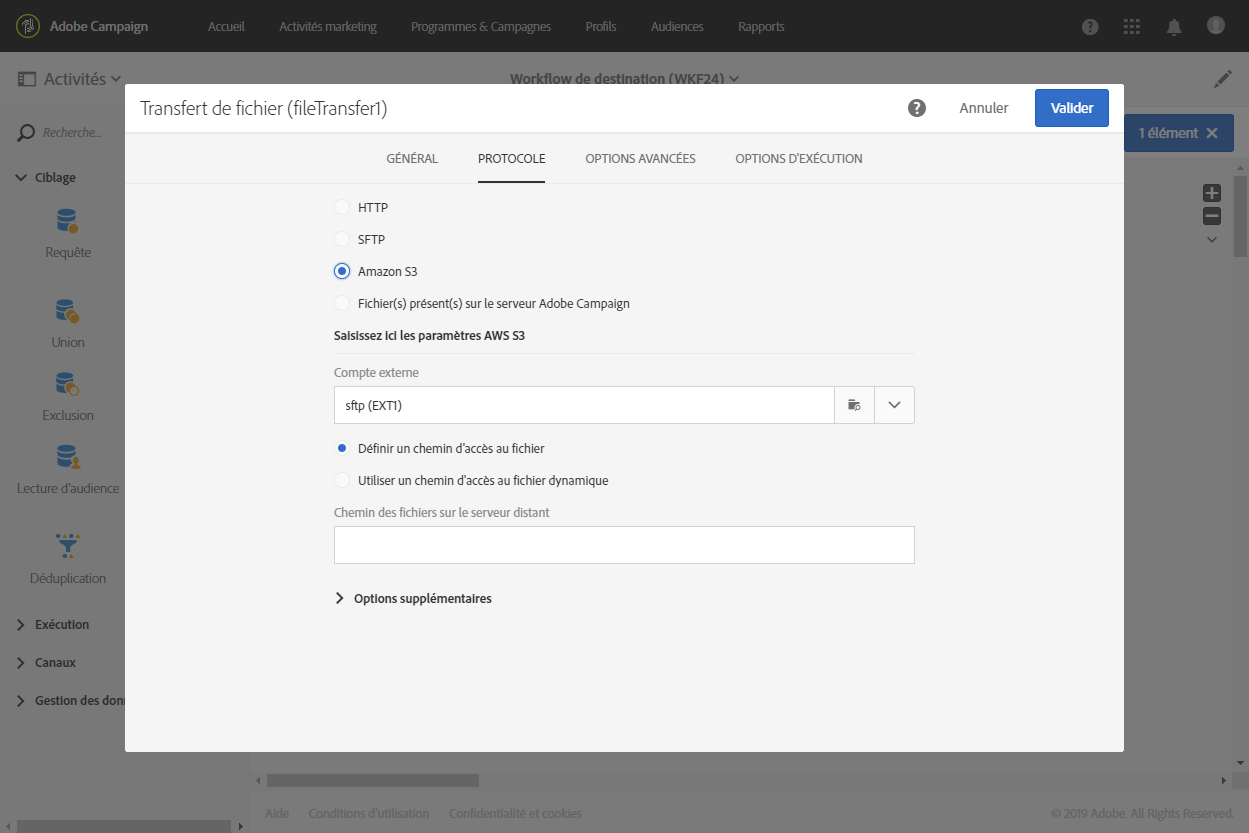 Adobe Campaign
Accueil
Activités marketing
Programmes & Campagnes
Profils
Audiences
Rapports
Activités
Workflow de destination (WKF24)
Transfert de fichier (fileTransfer1)
Annuler
Valider
Recherche...
1 élément
GÉNÉRAL
PROTOCOLE
OPTIONS AVANCÉES
OPTIONS D'EXÉCUTION
Ciblage
Requête
Union
Exclusion
Lecture d'audience
Déduplication
Exécution
Canaux
Gestion des don
HTTP
SFTP
Amazon S3
Fichier(s) présent(s) sur le serveur Adobe Campaign
Saisissez ici les paramètres AWS S3
Compte externe
sftp (EXT1)
Définir un chemin d'accès au fichier
Utiliser un chemin d'accès au fichier dynamique
Chemin des fichiers sur le serveur distant
Options supplémentaires
Aide
Conditions d'utilisation
Confidentialité et cookies
© 2019 Adobe. All Rights Reserved.